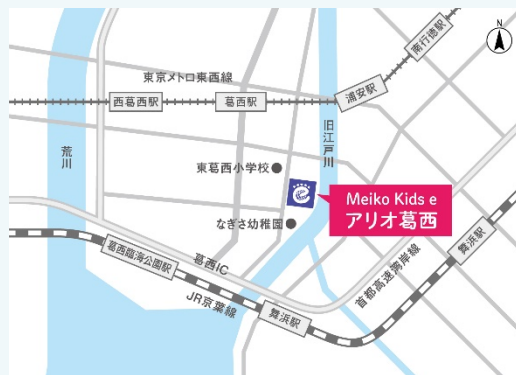 南行徳駅
N
東京メトロ東西線
西葛西駅
葛西駅
浦安駅
旧江戸川
荒川
東葛西小学校
Meiko Kids e
アリオ葛西
なぎさ幼稚園
舞浜駅
葛西臨海公園駅
葛西IC
首都高速湾岸線
JR京葉線
舞浜駅